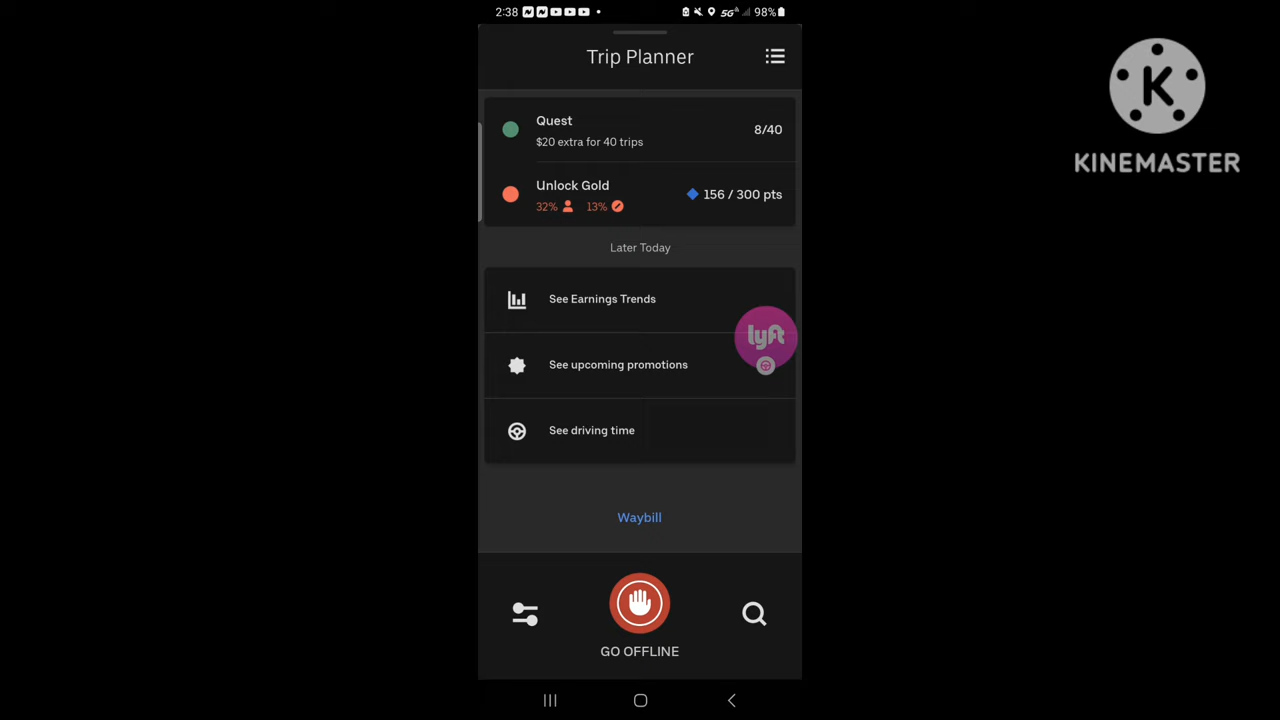 2:38
5G
98%
Trip Planner
Quest
$20 extra for 40 trips
8/40
Unlock Gold
32% 13%
156 / 300 pts
Later Today
See Earnings Trends
lyft
See upcoming promotions
See driving time
Waybill
GO OFFLINE
K
KINEMASTER